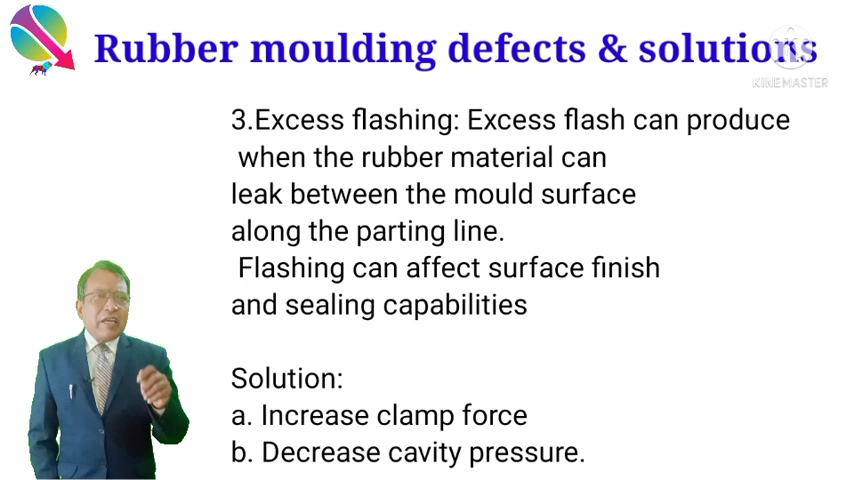 Rubber moulding defects & solutions
KINEMASTER
3.Excess flashing: Excess flash can produce
when the rubber material can
leak between the mould surface
along the parting line.
Flashing can affect surface finish
and sealing capabilities
Solution:
a. Increase clamp force
b. Decrease cavity pressure.